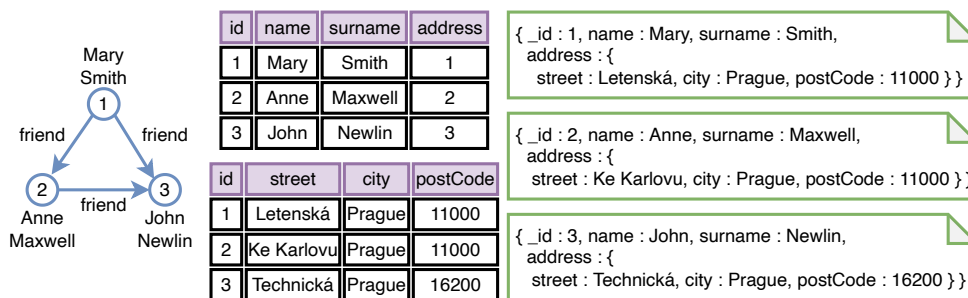 Mary
Smith
1
friend
friend
2
friend
3
Anne
Maxwell
John
Newlin
id name surname address
1 Mary Smith 1
2 Anne Maxwell 2
3 John Newlin 3
id street city postCode
1 Letenská Prague 11000
2 Ke Karlovu Prague 11000
3 Technická Prague 16200
{ _id : 1, name : Mary, surname : Smith,
address : {
street : Letenská, city : Prague, postCode : 11000 } }
{ _id : 2, name : Anne, surname : Maxwell,
address : {
street : Ke Karlovu, city : Prague, postCode : 11000 } }
{ _id : 3, name : John, surname : Newlin,
address : {
street : Technická, city : Prague, postCode : 16200 } }